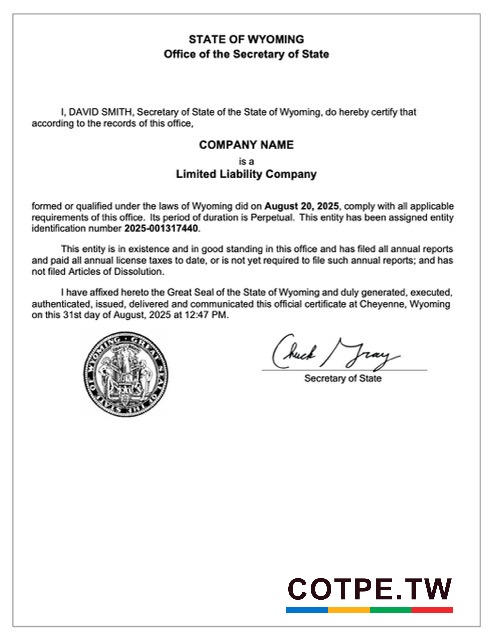 STATE OF WYOMING
Office of the Secretary of State
I, DAVID SMITH, Secretary of State of the State of Wyoming, do hereby certify that
according to the records of this office,
COMPANY NAME
is a
Limited Liability Company
formed or qualified under the laws of Wyoming did on August 20, 2025, comply with all applicable
requirements of this office. Its period of duration is Perpetual. This entity has been assigned entity
identification number 2025-001317440.
This entity is in existence and in good standing in this office and has filed all annual reports
and paid all annual license taxes to date, or is not yet required to file such annual reports; and has
not filed Articles of Dissolution.
I have affixed hereto the Great Seal of the State of Wyoming and duly generated, executed,
authenticated, issued, delivered and communicated this official certificate at Cheyenne, Wyoming
on this 31st day of August, 2025 at 12:47 PM.
GREAT SEAL OF THE STATE OF WYOMING
Chuck Gray
Secretary of State
COTPE.TW